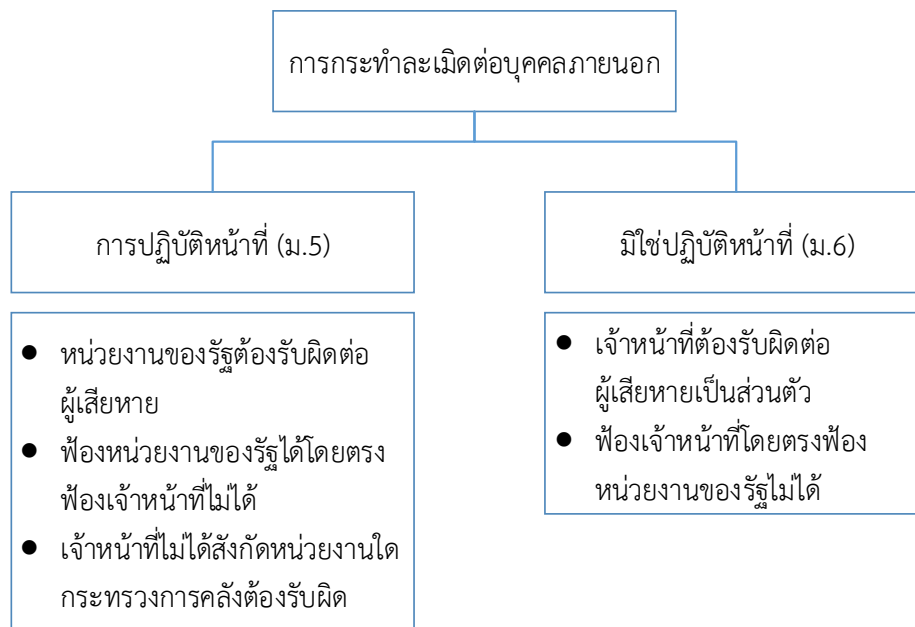 การกระทำละเมิดต่อบุคคลภายนอก
การปฏิบัติหน้าที่ (ม.5)
● หน่วยงานของรัฐต้องรับผิดต่อ
ผู้เสียหาย
● ฟ้องหน่วยงานของรัฐได้โดยตรง
ฟ้องเจ้าหน้าที่ไม่ได้
● เจ้าหน้าที่ไม่ได้สังกัดหน่วยงานใด
กระทรวงการคลังต้องรับผิด
มิใช่ปฏิบัติหน้าที่ (ม.6)
● เจ้าหน้าที่ต้องรับผิดต่อ
ผู้เสียหายเป็นส่วนตัว
● ฟ้องเจ้าหน้าที่โดยตรงฟ้อง
หน่วยงานของรัฐไม่ได้